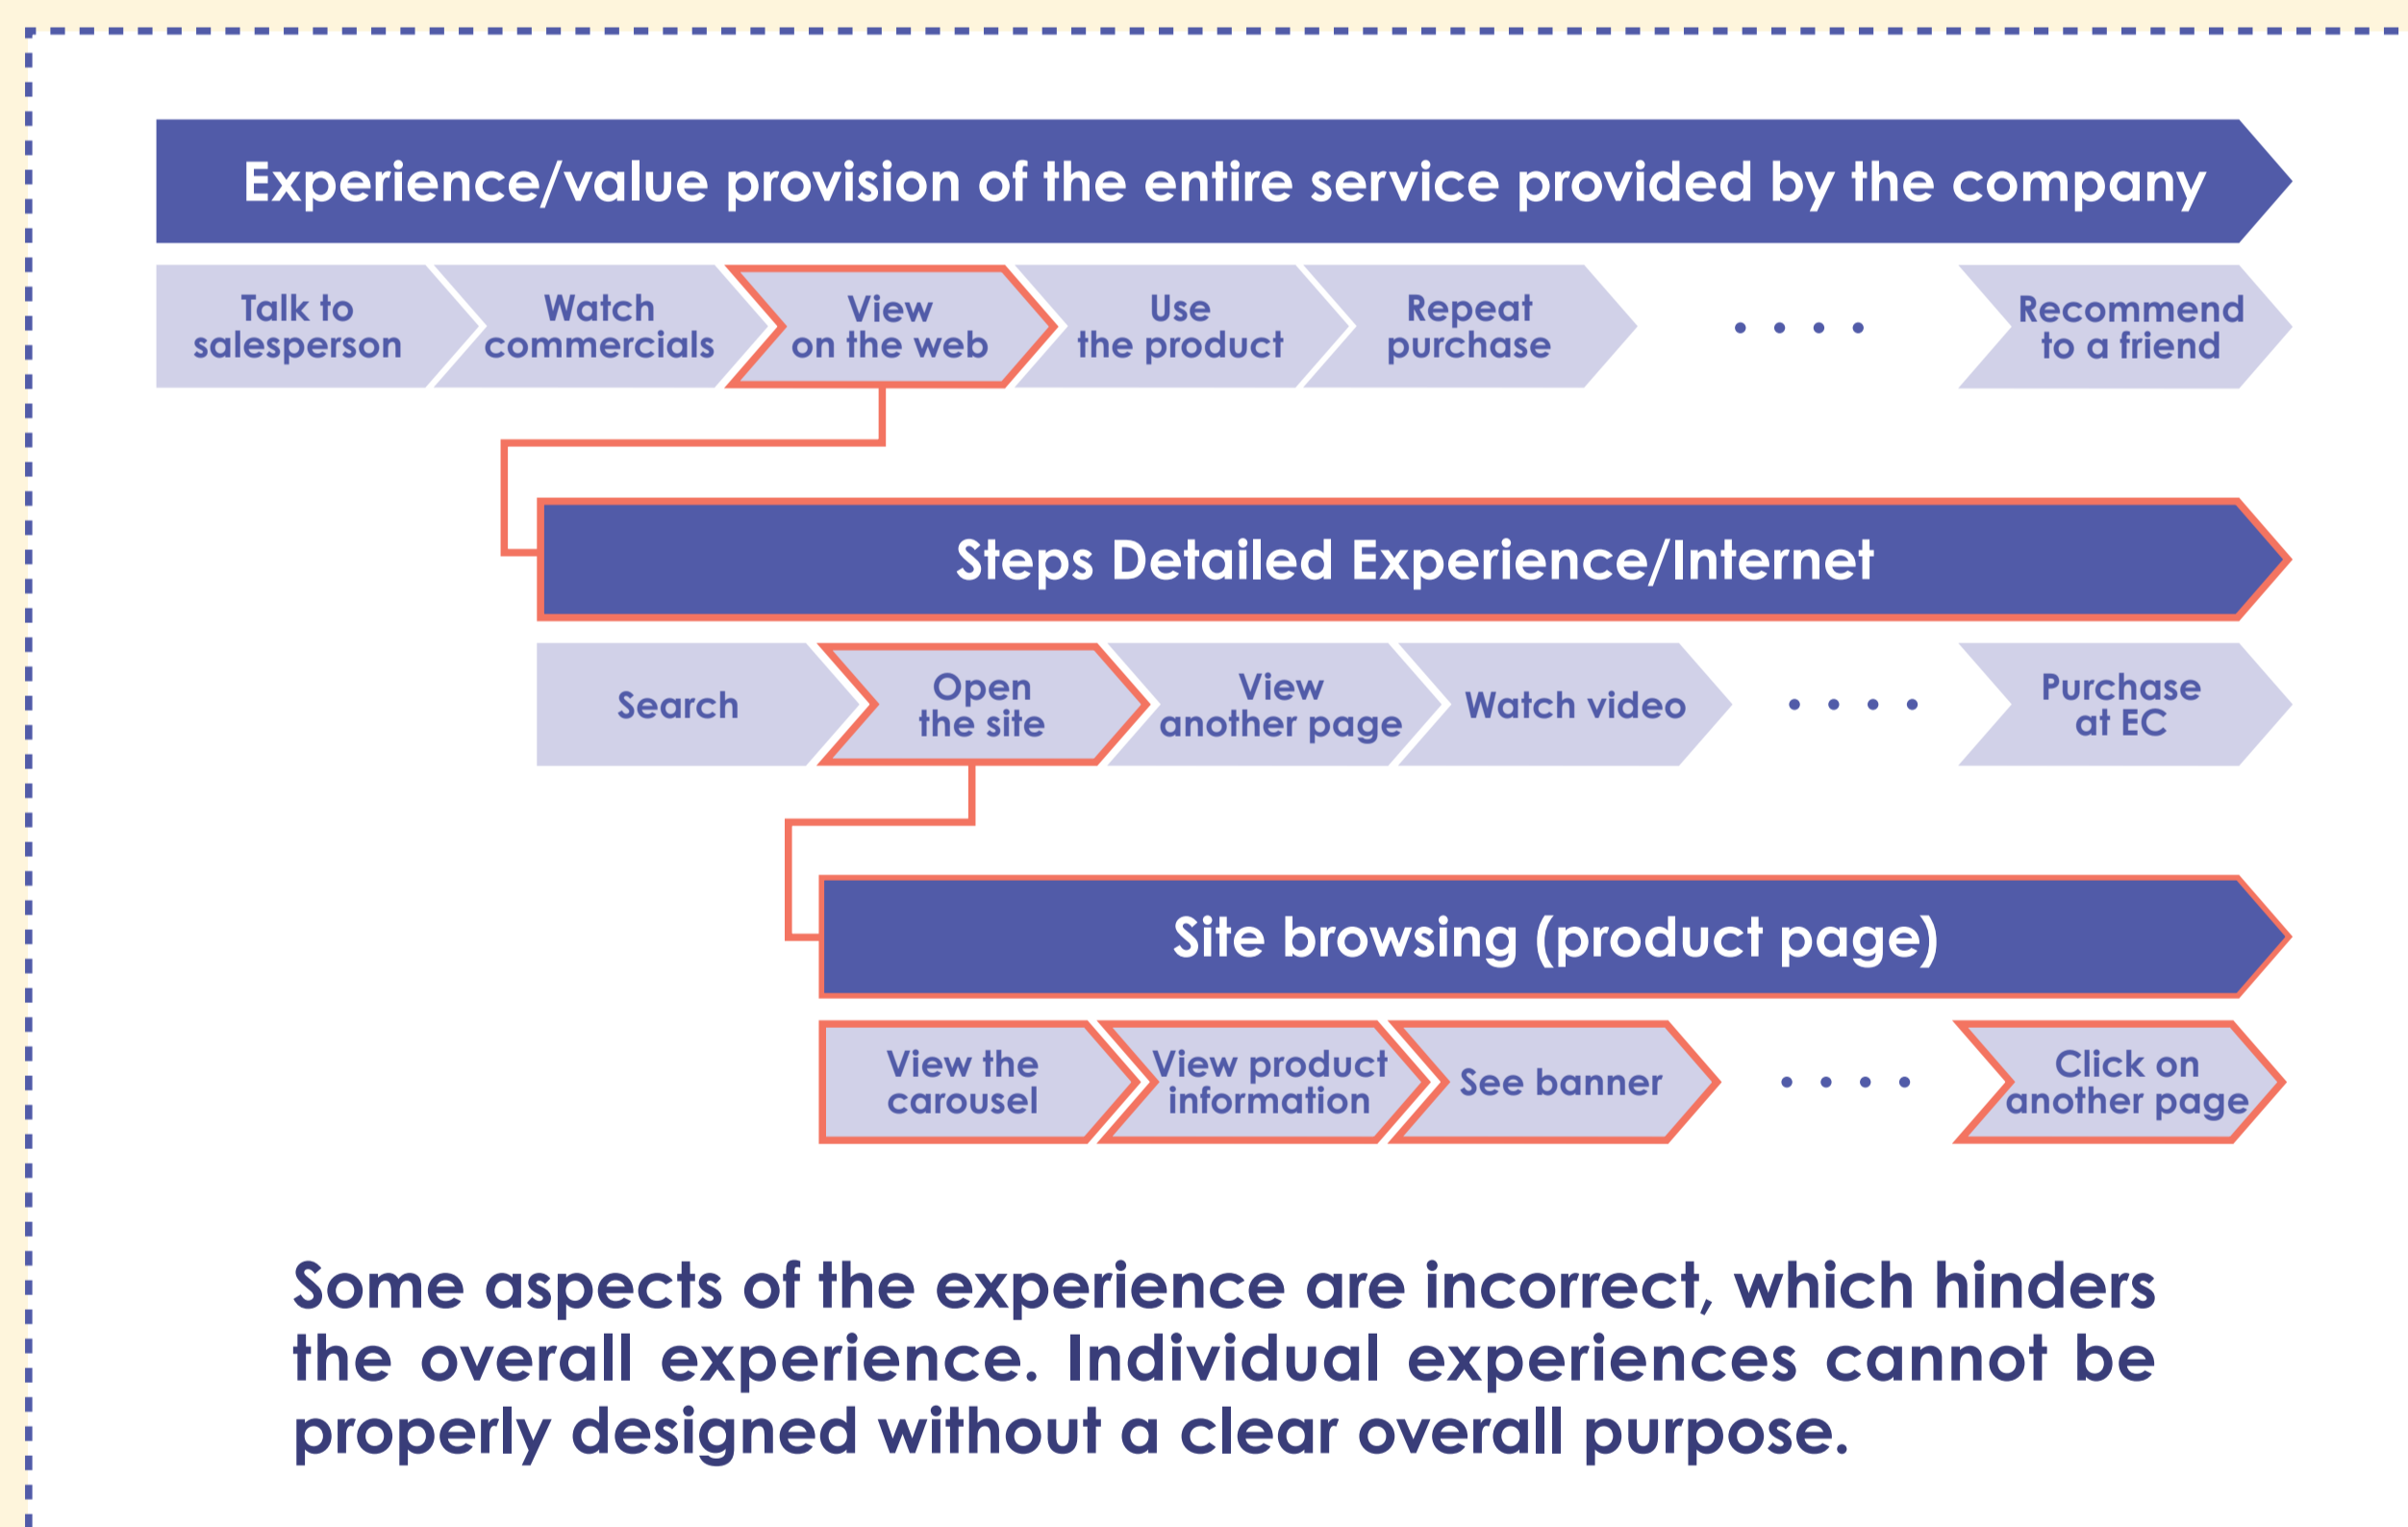 Experience/value provision of the entire service provided by the company
Talk to
salesperson
Watch
commercials
View
on the web
Use
the product
Repeat
purchase
Recommend
to a friend
Steps Detailed Experience/Internet
Search
Open
the site
View
another page
Watch video
Purchase
at EC
Site browsing (product page)
View the
carousel
View product
information
See banner
Click on
another page
Some aspects of the experience are incorrect, which hinders
the overall experience. Individual experiences cannot be
properly designed without a clear overall purpose.